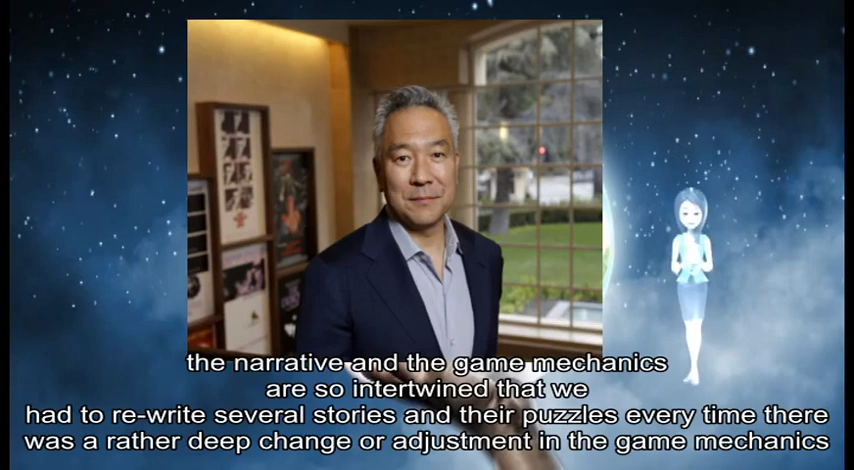 the narrative and the game mechanics
are so intertwined that we
had to re-write several stories and their puzzles every time there
was a rather deep change or adjustment in the game mechanics